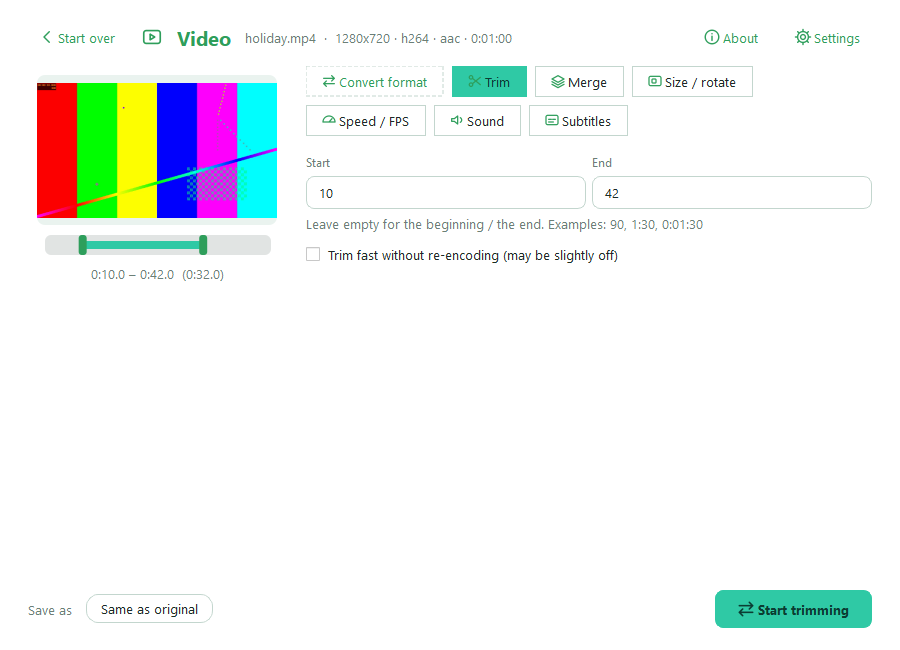 Start over Video holiday.mp4 · 1280x720 · h264 · aac · 0:01:00 About Settings
Convert format Trim Merge Size / rotate
Speed / FPS Sound Subtitles
Start End
10 42
Leave empty for the beginning / the end. Examples: 90, 1:30, 0:01:30
Trim fast without re-encoding (may be slightly off)
0:10.0 – 0:42.0 (0:32.0)
Save as Same as original Start trimming